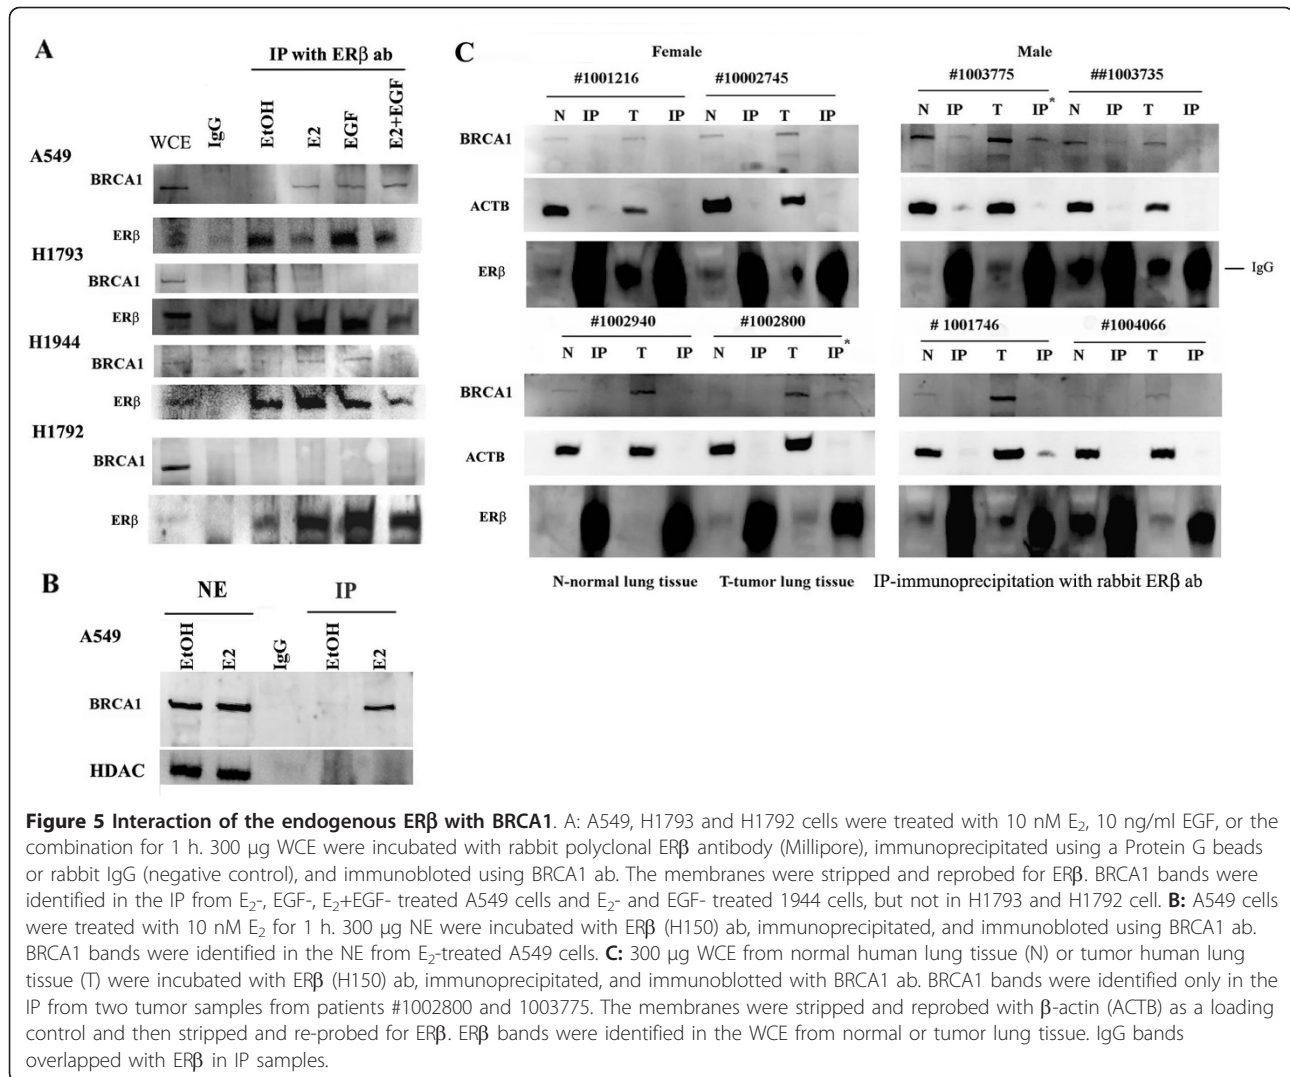 A
IP with ERβ ab
WCE IgG EtOH E2 EGF E2+EGF
A549
BRCA1
ERβ
H1793
BRCA1
ERβ
H1944
BRCA1
ERβ
H1792
BRCA1
ERβ
B
NE IP
A549
EtOH E2 IgG EtOH E2
BRCA1
HDAC
C
Female Male
#1001216 #10002745 #1003775 ##1003735
N IP T IP N IP T IP N IP T IP* N IP T IP
BRCA1
ACTB
ERβ
IgG
#1002940 #1002800 # 1001746 #1004066
N IP T IP N IP T IP* N IP T IP N IP T IP
BRCA1
ACTB
ERβ
N-normal lung tissue T-tumor lung tissue IP-immunoprecipitation with rabbit ERβ ab
Figure 5 Interaction of the endogenous ERβ with BRCA1. A: A549, H1793 and H1792 cells were treated with 10 nM E₂, 10 ng/ml EGF, or the
combination for 1 h. 300 μg WCE were incubated with rabbit polyclonal ERβ antibody (Millipore), immunoprecipitated using a Protein G beads
or rabbit IgG (negative control), and immunobloted using BRCA1 ab. The membranes were stripped and reprobed for ERβ. BRCA1 bands were
identified in the IP from E₂-, EGF-, E₂+EGF- treated A549 cells and E₂- and EGF- treated 1944 cells, but not in H1793 and H1792 cell. B: A549 cells
were treated with 10 nM E₂ for 1 h. 300 μg NE were incubated with ERβ (H150) ab, immunoprecipitated, and immunobloted using BRCA1 ab.
BRCA1 bands were identified in the NE from E₂-treated A549 cells. C: 300 μg WCE from normal human lung tissue (N) or tumor human lung
tissue (T) were incubated with ERβ (H150) ab, immunoprecipitated, and immunoblotted with BRCA1 ab. BRCA1 bands were identified only in the
IP from two tumor samples from patients #1002800 and 1003775. The membranes were stripped and reprobed with β-actin (ACTB) as a loading
control and then stripped and re-probed for ERβ. ERβ bands were identified in the WCE from normal or tumor lung tissue. IgG bands
overlapped with ERβ in IP samples.